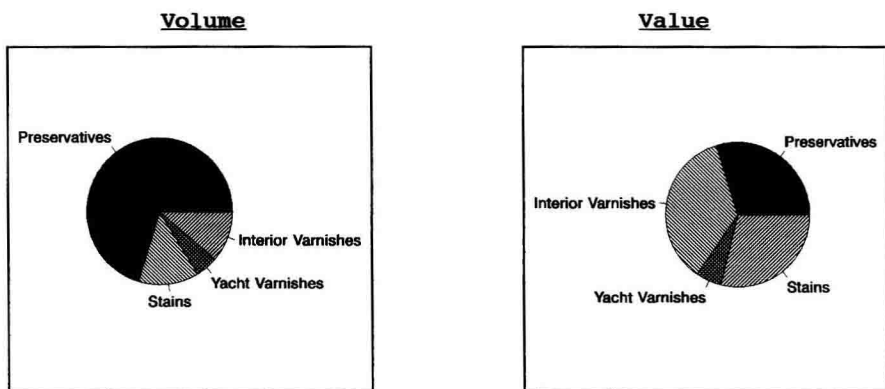 Volume
Value
Preservatives
Interior Varnishes
Yacht Varnishes
Stains
Preservatives
Interior Varnishes
Yacht Varnishes
Stains